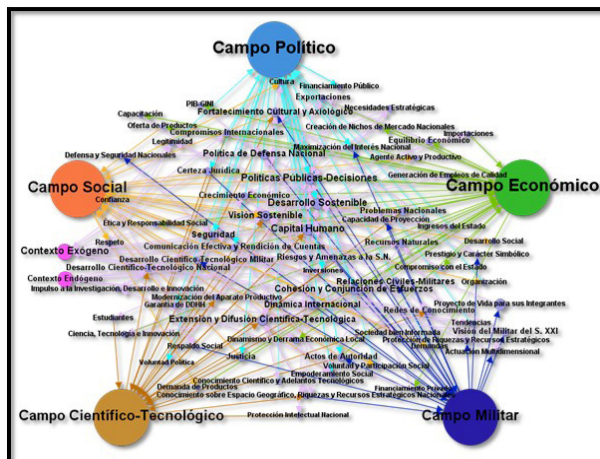 Campo Político
Cultura
Financiamiento Público
PIB-GINI
Exportaciones
Capacitación
Fortalecimiento Cultural y Axiológico
Necesidades Estratégicas
Oferta de Productos
Compromisos Internacionales
Creación de Nichos de Mercado Nacionales
Importaciones
Legitimidad
Maximización del Interés Nacional
Equilibrio Económico
Defensa y Seguridad Nacionales
Política de Defensa Nacional
Agente Activo y Productivo
Certeza Jurídica
Políticas Públicas-Decisiones
Generación de Empleos de Calidad
Campo Social
Campo Económico
Crecimiento Económico
Confianza
Desarrollo Sostenible
Visión Sostenible
Problemas Nacionales
Capacidad de Proyección
Ética y Responsabilidad Social
Capital Humano
Ingresos del Estado
Seguridad
Respeto
Comunicación Efectiva y Rendición de Cuentas
Recursos Naturales
Desarrollo Social
Contexto Exógeno
Prestigio y Carácter Simbólico
Desarrollo Científico-Tecnológico Militar
Riesgos y Amenazas a la S.N.
Desarrollo Científico-Tecnológico Nacional
Compromiso con el Estado
Contexto Endógeno
Inversiones
Relaciones Civiles-Militares
Organización
Impulso a la Investigación, Desarrollo e Innovación
Cohesión y Conjunción de Esfuerzos
Modernización del Aparato Productivo
Garantía de DDHH
Dinámica Internacional
Proyecto de Vida para sus Integrantes
Redes de Conocimiento
Estudiantes
Extensión y Difusión Científica-Tecnológica
Tendencias
Ciencia, Tecnología e Innovación
Sociedad bien Informada
Visión del Militar del S. XXI
Dinamismo y Derrama Económica Local
Protección de Riquezas y Recursos Estratégicos
Respaldo Social
Demandas
Actuación Multidimensional
Voluntad Política
Justicia
Actos de Autoridad
Voluntad y Participación Social
Empoderamiento Social
Conocimiento Científico y Adelantos Tecnológicos
Demanda de Productos
Financiamiento Privado
Conocimiento sobre Espacio Geográfico, Riquezas y Recursos Estratégicos Nacionales
Campo Científico-Tecnológico
Campo Militar
Protección Intelectual Nacional